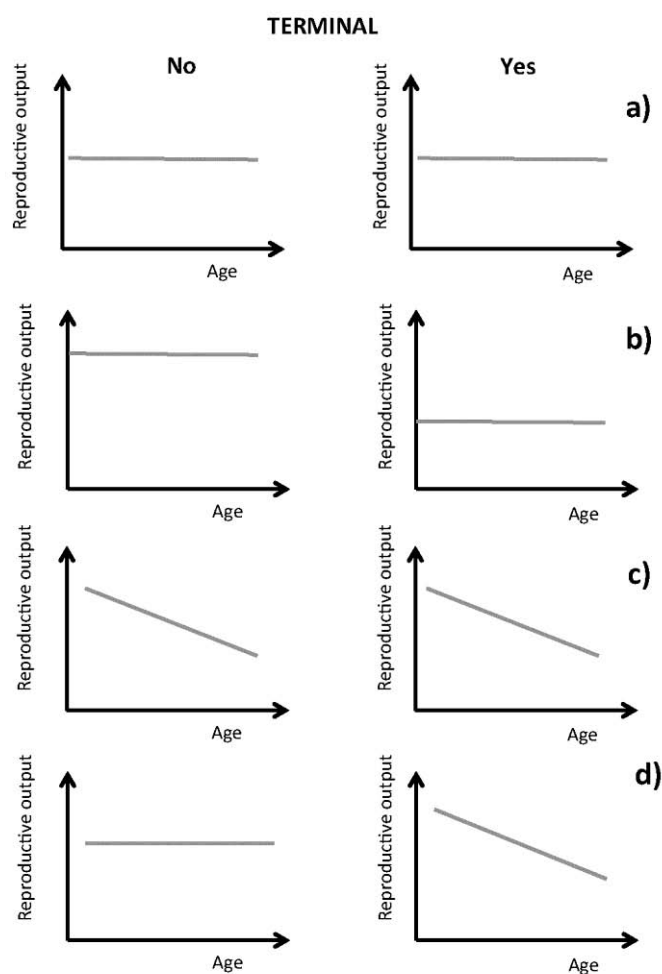 TERMINAL
No
Yes
a)
Reproductive output
Age
Reproductive output
Age
b)
Reproductive output
Age
Reproductive output
Age
c)
Reproductive output
Age
Reproductive output
Age
d)
Reproductive output
Age
Reproductive output
Age